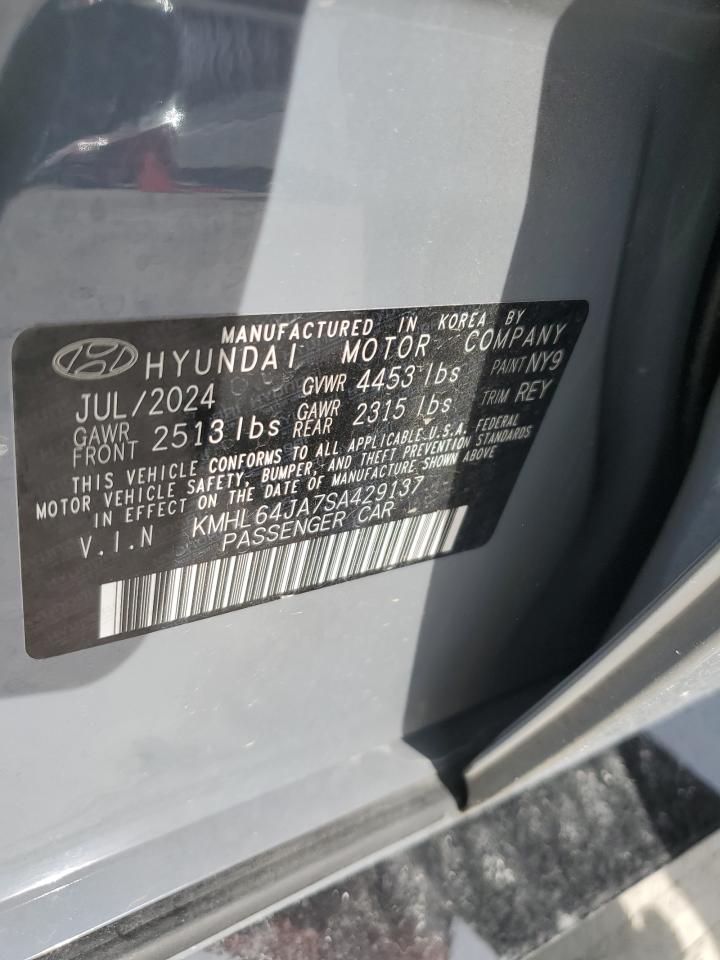 MANUFACTURED IN KOREA BY
HYUNDAI MOTOR COMPANY
JUL/2024 GVWR 4453 lbs PAINT NY9
GAWR FRONT 2513 lbs GAWR REAR 2315 lbs TRIM REY
THIS VEHICLE CONFORMS TO ALL APPLICABLE U.S.A. FEDERAL
MOTOR VEHICLE SAFETY, BUMPER, AND THEFT PREVENTION STANDARDS
IN EFFECT ON THE DATE OF MANUFACTURE SHOWN ABOVE
V.I.N KMHL64JA7SA429137
PASSENGER CAR